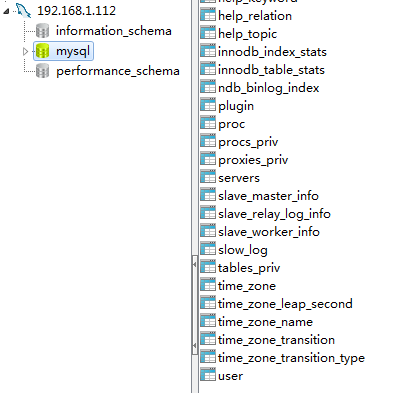 192.168.1.112
information_schema
mysql
performance_schema
help_keyword
help_relation
help_topic
innodb_index_stats
innodb_table_stats
ndb_binlog_index
plugin
proc
procs_priv
proxies_priv
servers
slave_master_info
slave_relay_log_info
slave_worker_info
slow_log
tables_priv
time_zone
time_zone_leap_second
time_zone_name
time_zone_transition
time_zone_transition_type
user